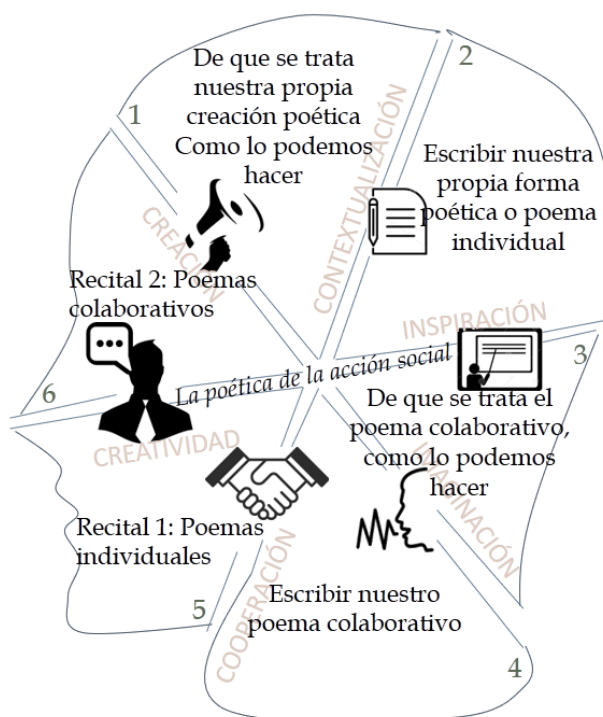 1
De que se trata
nuestra propia
creación poética
Como lo podemos
hacer
CREACIÓN
2
CONTEXTUALIZACIÓN
Escribir nuestra
propia forma
poética o poema
individual
INSPIRACIÓN
3
La poética de la acción social
De que se trata el
poema colaborativo,
como lo podemos
hacer
IMAGINACIÓN
4
Escribir nuestro
poema colaborativo
COOPERACIÓN
5
Recital 1: Poemas
individuales
CREATIVIDAD
6
Recital 2: Poemas
colaborativos